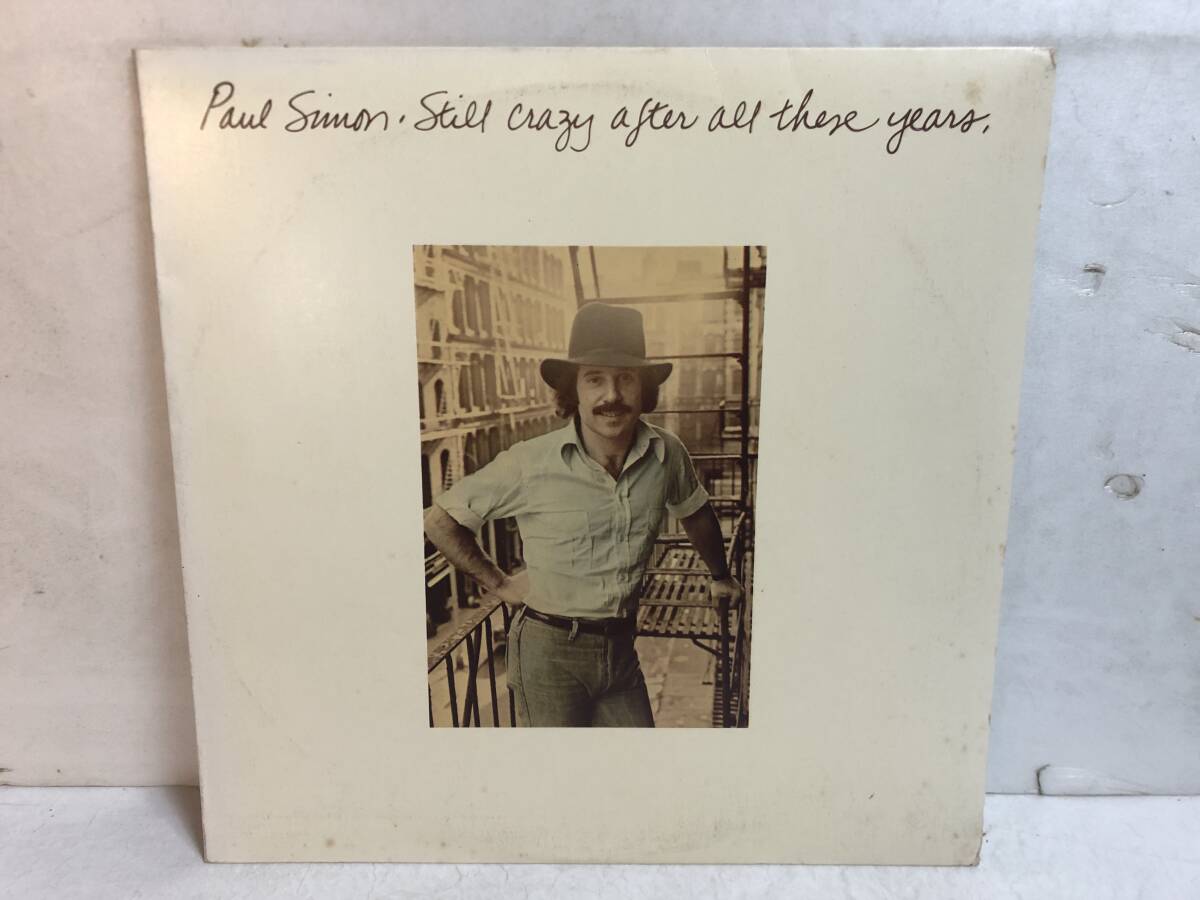 Paul Simon. Still crazy after all these years.